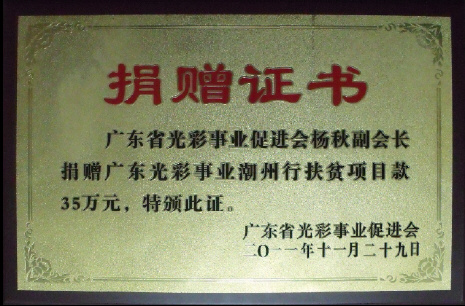 捐赠证书
广东省光彩事业促进会杨秋副会长
捐赠广东光彩事业潮州行扶贫项目款
35万元，特颁此证。
广东省光彩事业促进会
二〇一一年十一月二十九日